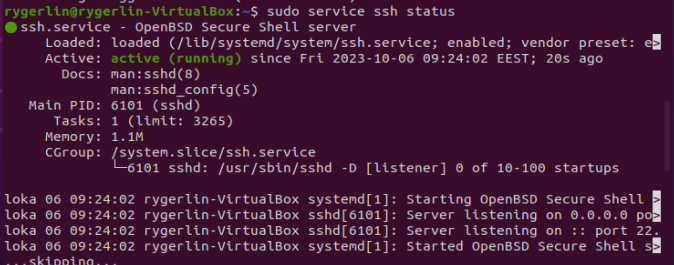 rygerlin@rygerlin-VirtualBox:~$ sudo service ssh status
● ssh.service - OpenBSD Secure Shell server
Loaded: loaded (/lib/systemd/system/ssh.service; enabled; vendor preset: e>
Active: active (running) since Fri 2023-10-06 09:24:02 EEST; 20s ago
Docs: man:sshd(8)
man:sshd_config(5)
Main PID: 6101 (sshd)
Tasks: 1 (limit: 3265)
Memory: 1.1M
CGroup: /system.slice/ssh.service
└─6101 sshd: /usr/sbin/sshd -D [listener] 0 of 10-100 startups
loka 06 09:24:02 rygerlin-VirtualBox systemd[1]: Starting OpenBSD Secure Shell >
loka 06 09:24:02 rygerlin-VirtualBox sshd[6101]: Server listening on 0.0.0.0 po>
loka 06 09:24:02 rygerlin-VirtualBox sshd[6101]: Server listening on :: port 22.
loka 06 09:24:02 rygerlin-VirtualBox systemd[1]: Started OpenBSD Secure Shell s>
...skipping...